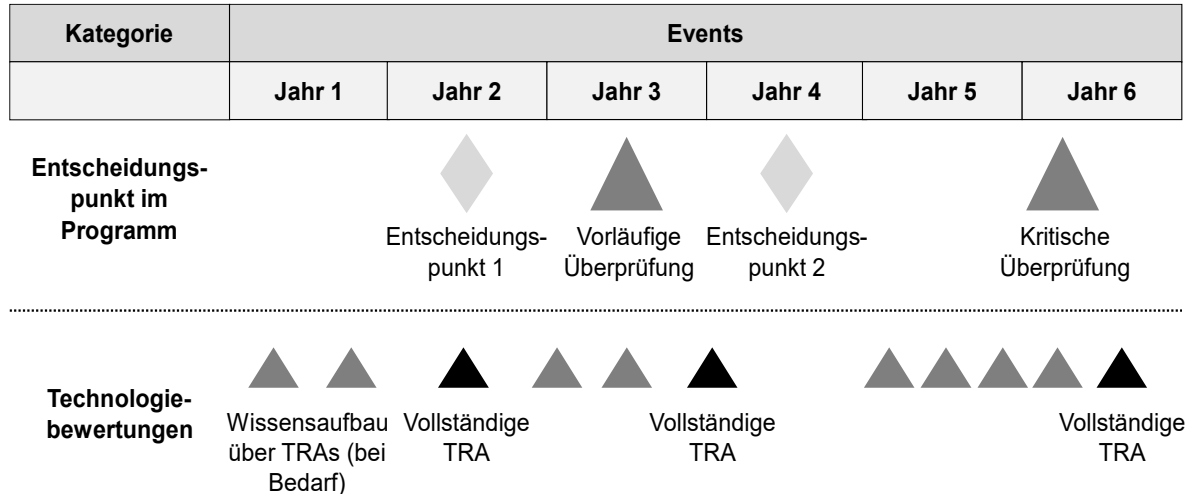 Kategorie
Events
Jahr 1
Jahr 2
Jahr 3
Jahr 4
Jahr 5
Jahr 6
Entscheidungs-
punkt im
Programm
Entscheidungs-
punkt 1
Vorläufige
Überprüfung
Entscheidungs-
punkt 2
Kritische
Überprüfung
Technologie-
bewertungen
Wissensaufbau
über TRAs (bei
Bedarf)
Vollständige
TRA
Vollständige
TRA
Vollständige
TRA